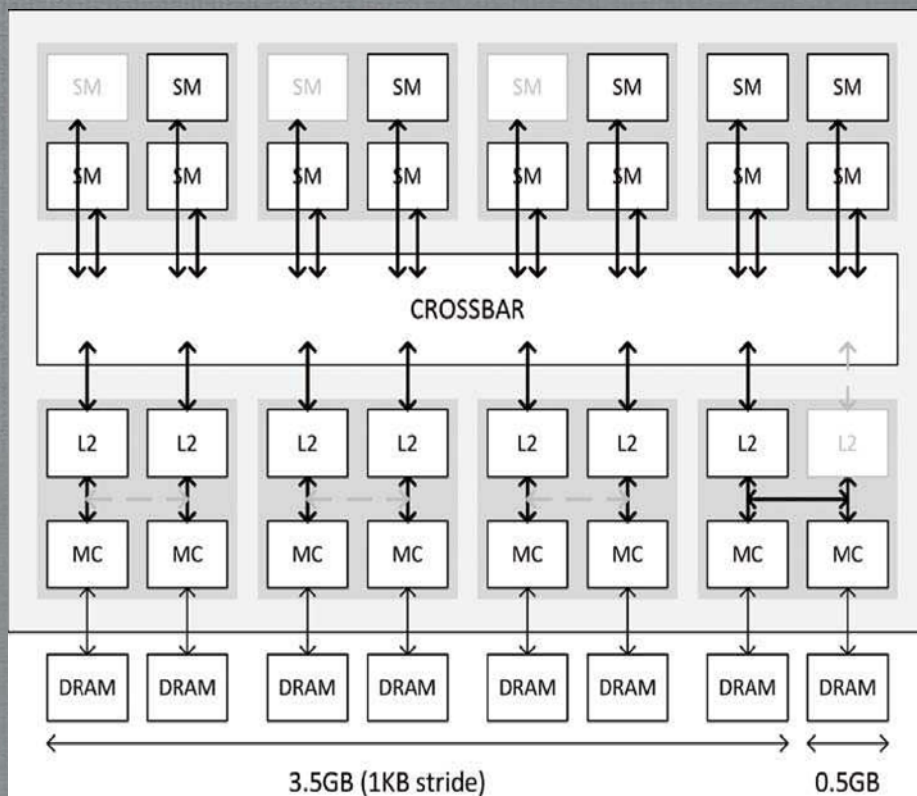 SM SM SM SM SM SM SM SM
SM SM SM SM SM SM SM SM
CROSSBAR
L2 L2 L2 L2 L2 L2 L2 L2
MC MC MC MC MC MC MC MC
DRAM DRAM DRAM DRAM DRAM DRAM DRAM DRAM
3.5GB (1KB stride) 0.5GB